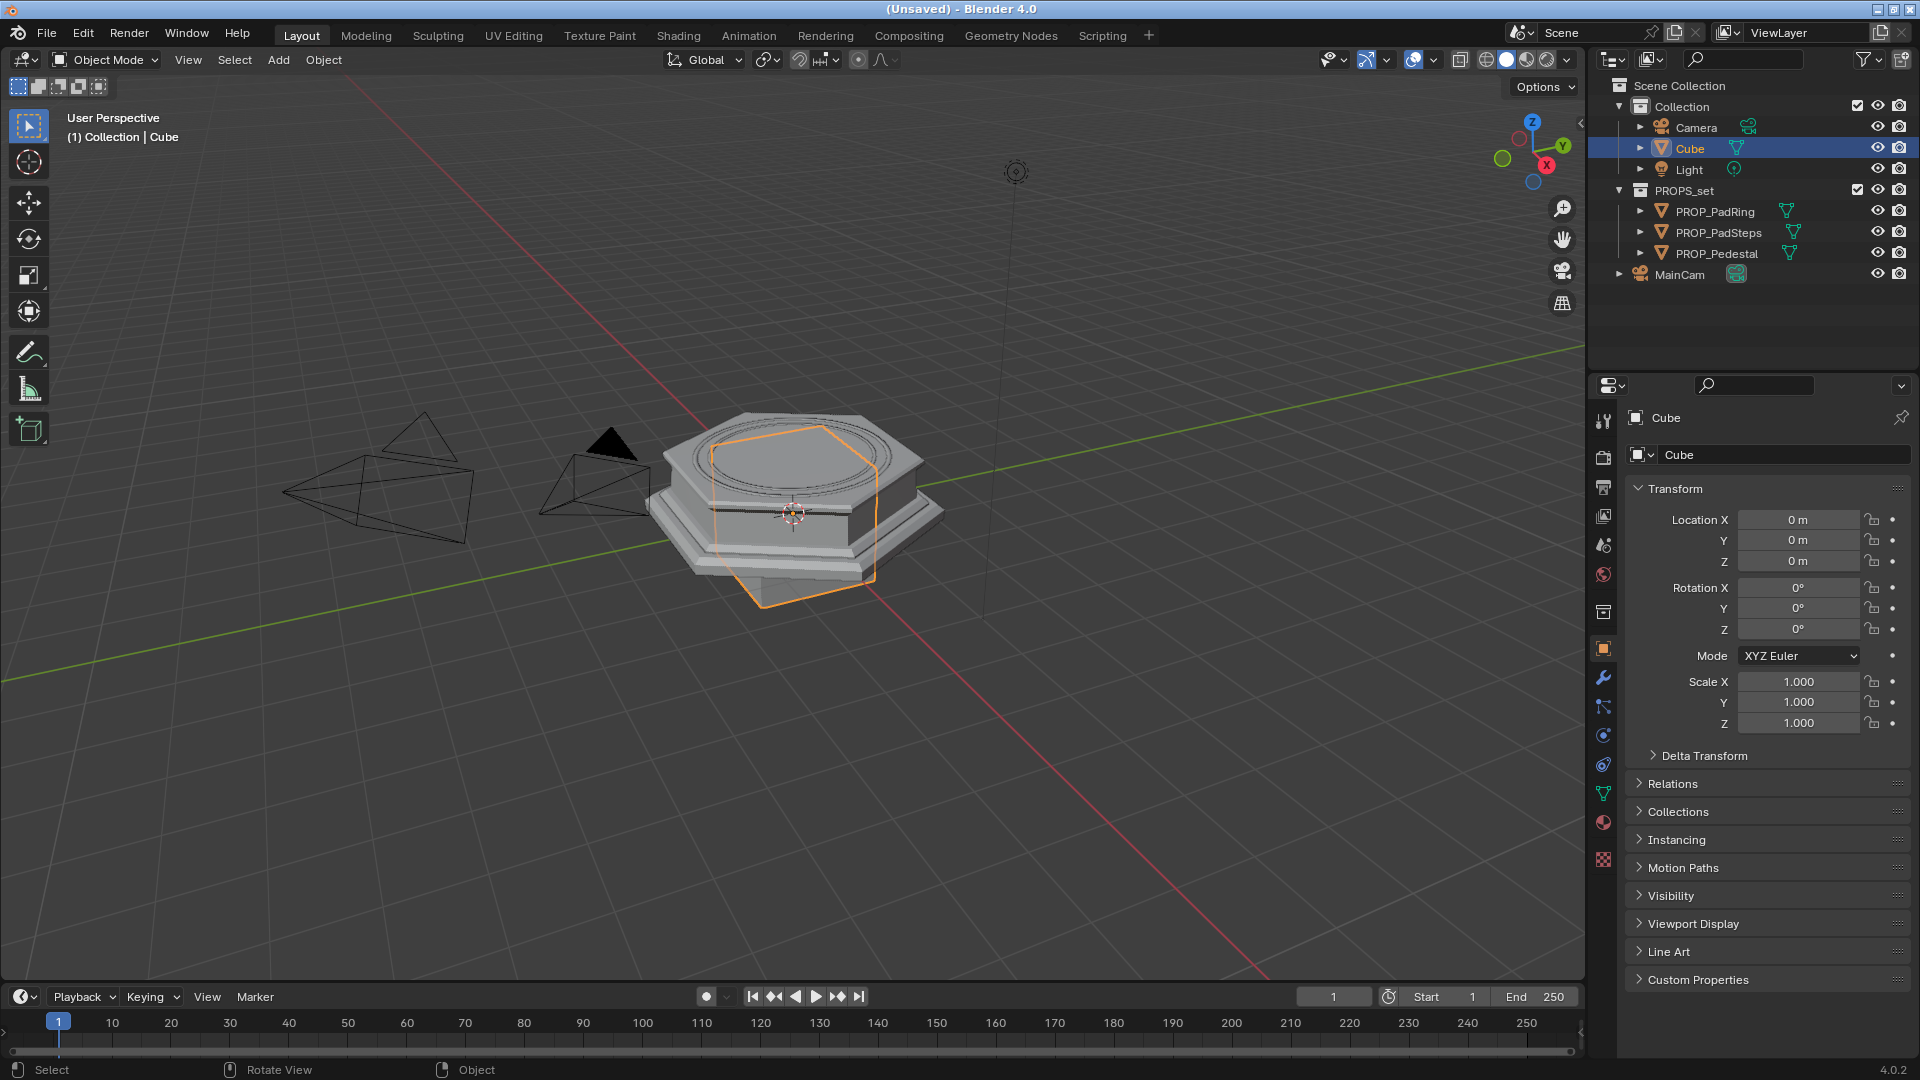 (Unsaved) - Blender 4.0
File Edit Render Window Help
Layout Modeling Sculpting UV Editing Texture Paint Shading Animation Rendering Compositing Geometry Nodes Scripting
Scene
ViewLayer
Object Mode View Select Add Object
Global
Options
User Perspective
(1) Collection | Cube
Z
Y
X
Scene Collection
Collection
Camera
Cube
Light
PROPS_set
PROP_PadRing
PROP_PadSteps
PROP_Pedestal
MainCam
Cube
Cube
Transform
Location X 0 m
Y 0 m
Z 0 m
Rotation X 0°
Y 0°
Z 0°
Mode XYZ Euler
Scale X 1.000
Y 1.000
Z 1.000
Delta Transform
Relations
Collections
Instancing
Motion Paths
Visibility
Viewport Display
Line Art
Custom Properties
Playback Keying View Marker
1
Start 1 End 250
1 10 20 30 40 50 60 70 80 90 100 110 120 130 140 150 160 170 180 190 200 210 220 230 240 250
Select Rotate View Object
4.0.2